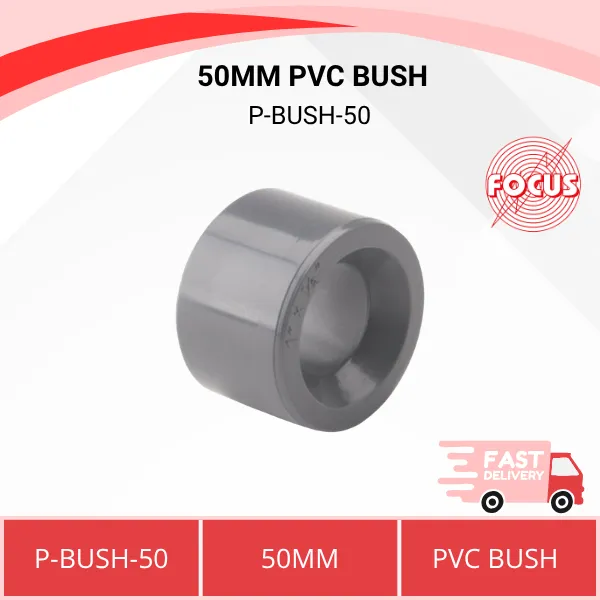 50MM PVC BUSH
P-BUSH-50
FOCUS
FAST
DELIVERY
P-BUSH-50
50MM
PVC BUSH